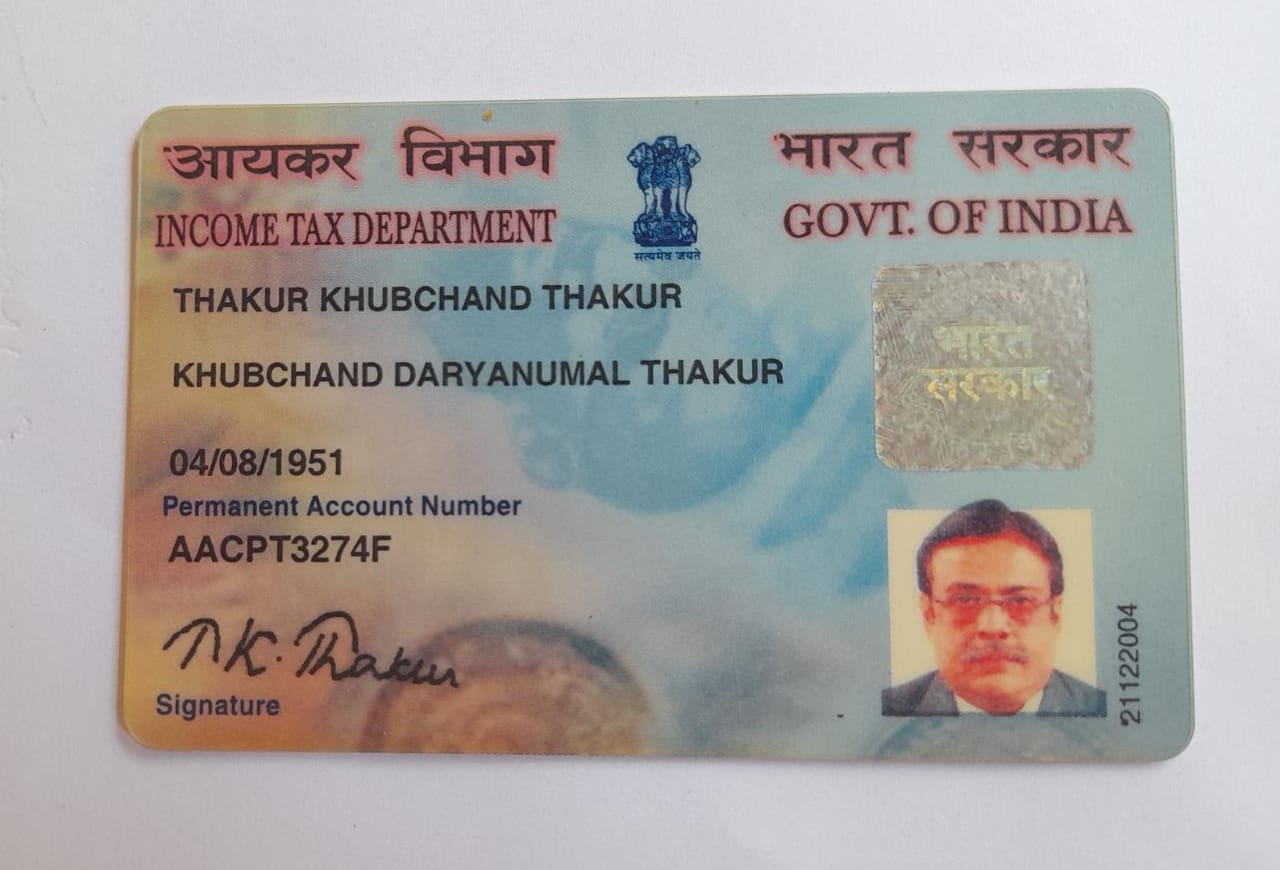 आयकर विभाग
INCOME TAX DEPARTMENT
सत्यमेव जयते
भारत सरकार
GOVT. OF INDIA
THAKUR KHUBCHAND THAKUR
KHUBCHAND DARYANUMAL THAKUR
भारत
सरकार
04/08/1951
Permanent Account Number
AACPT3274F
T.K. Thakur
Signature
21122004